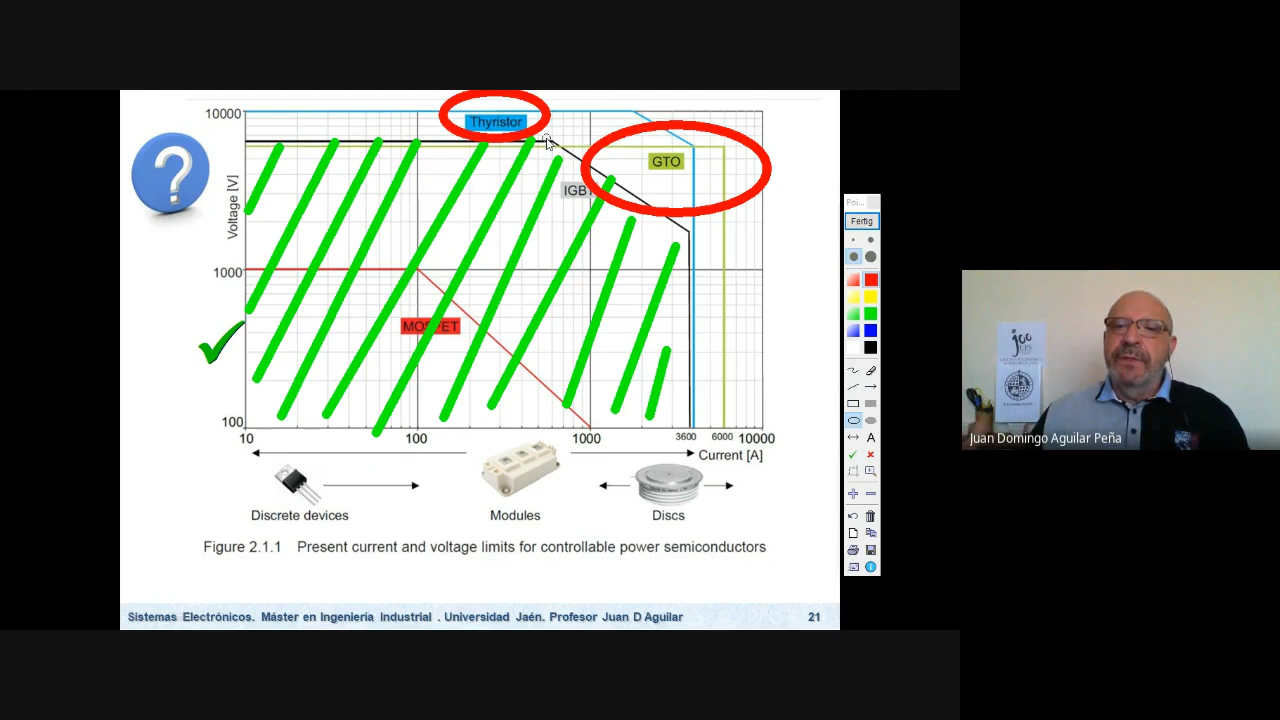 10000
Thyristor
GTO
IGBT
Voltage [V]
1000
MOSFET
100
10
100
1000
3600
6000
10000
Current [A]
Discrete devices
Modules
Discs
Figure 2.1.1 Present current and voltage limits for controllable power semiconductors
Sistemas Electrónicos. Máster en Ingeniería Industrial . Universidad Jaén. Profesor Juan D Aguilar
21
Poi...
Fertig
A
Juan Domingo Aguilar Peña